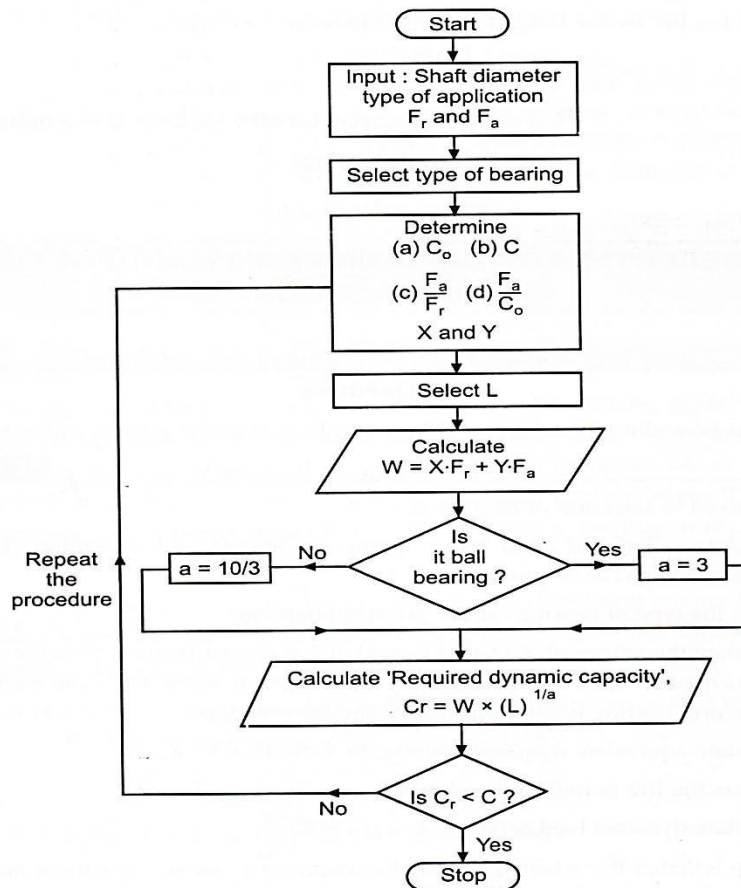 Start
Input : Shaft diameter
type of application
F_r and F_a
Select type of bearing
Determine
(a) C_o (b) C
(c) F_a/F_r (d) F_a/C_o
X and Y
Select L
Calculate
W = X·F_r + Y·F_a
Is
it ball
bearing ?
No
Yes
a = 10/3
a = 3
Repeat
the
procedure
Calculate 'Required dynamic capacity',
Cr = W × (L)^1/a
Is C_r < C ?
No
Yes
Stop